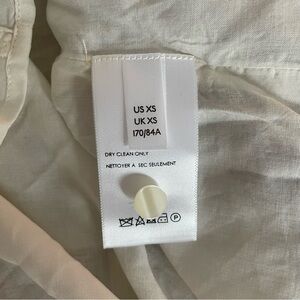 US XS
UK XS
170/84A
DRY CLEAN ONLY
NETTOYER A SEC SEULEMENT
P